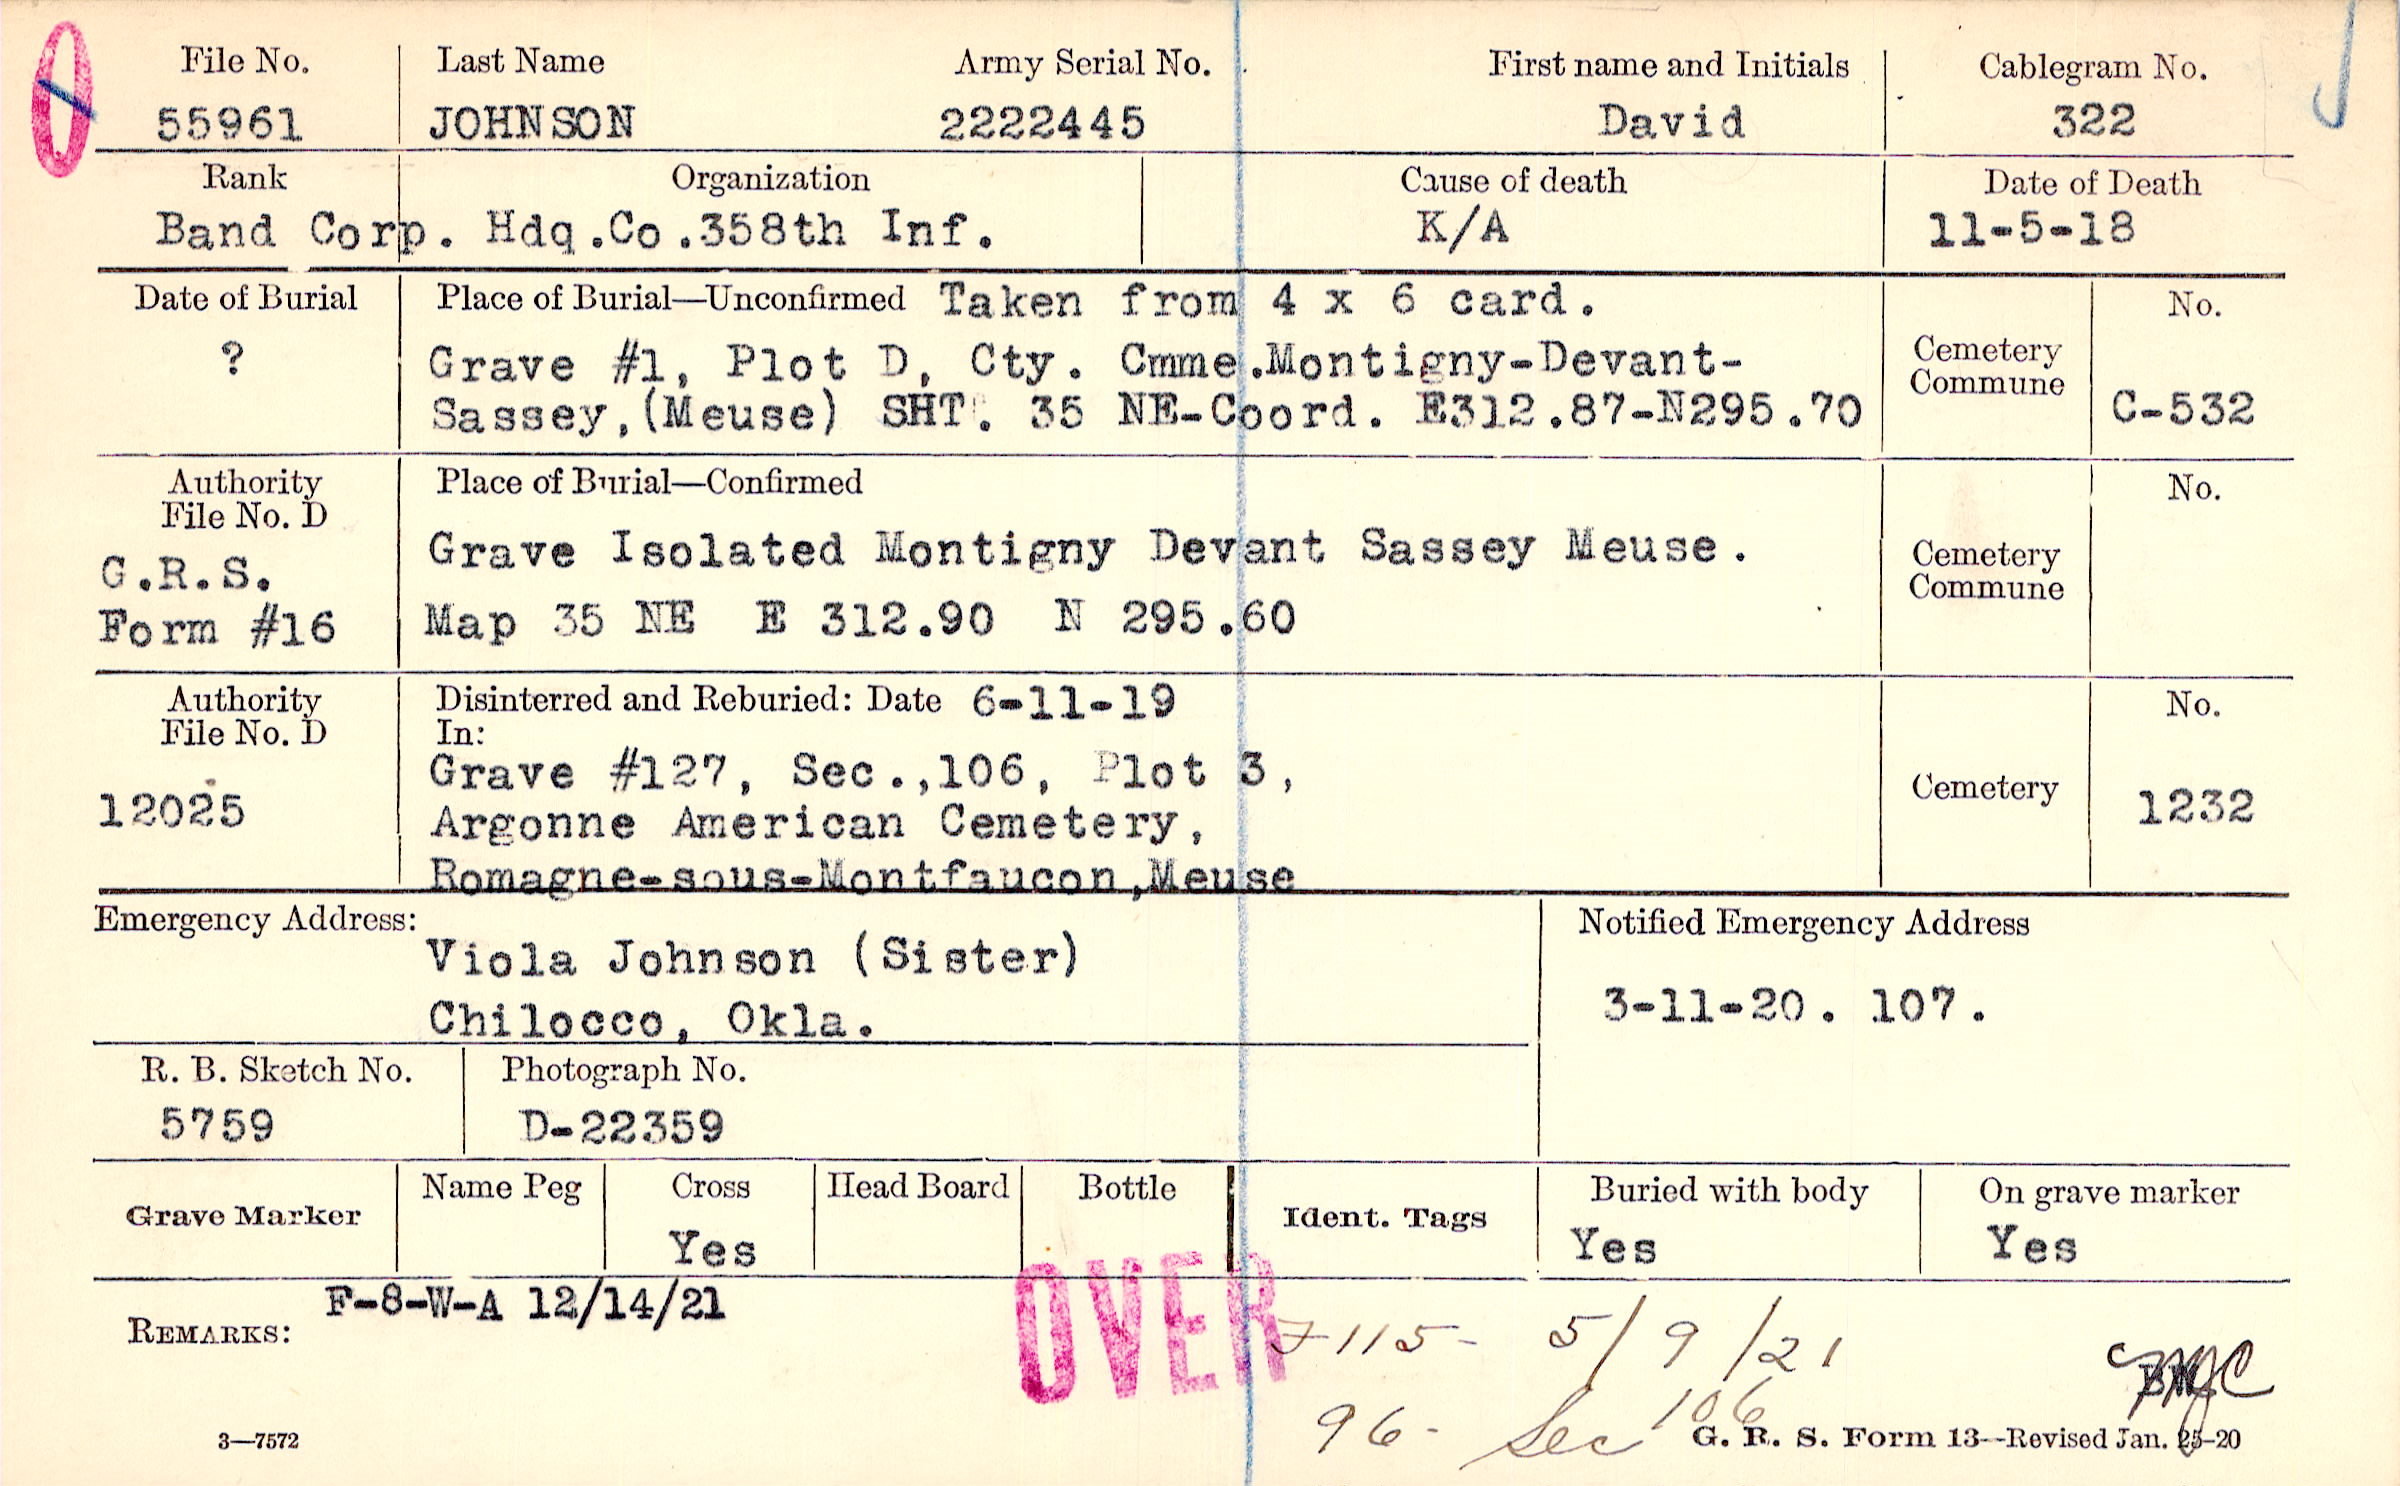 File No. Last Name Army Serial No. First name and Initials Cablegram No.
55961 JOHNSON 2222445 David 322
Rank Organization Cause of death Date of Death
Band Corp. Hdq.Co.358th Inf. K/A 11-5-18
Date of Burial Place of Burial—Unconfirmed Taken from 4 x 6 card. No.
? Grave #1, Plot D, Cty. Cmme.Montigny-Devant- Cemetery
Sassey,(Meuse) SHT. 35 NE-Coord. E312.87-N295.70 Commune C-532
Authority Place of Burial—Confirmed No.
File No. D
G.R.S. Grave Isolated Montigny Devant Sassey Meuse. Cemetery
Form #16 Map 35 NE E 312.90 N 295.60 Commune
Authority Disinterred and Reburied: Date 6-11-19 No.
File No. D In:
Grave #127, Sec.,106, Plot 3, Cemetery
12025 Argonne American Cemetery, 1232
Romagne-sous-Montfaucon,Meuse
Emergency Address: Notified Emergency Address
Viola Johnson (Sister)
Chilocco, Okla. 3-11-20. 107.
R. B. Sketch No. Photograph No.
5759 D-22359
Grave Marker Name Peg Cross Head Board Bottle Ident. Tags Buried with body On grave marker
Yes Yes Yes
F-8-W-A 12/14/21
REMARKS: OVER 115- 5/9/21
96- Sec 106
3—7572 G. R. S. Form 13—Revised Jan. 25-20